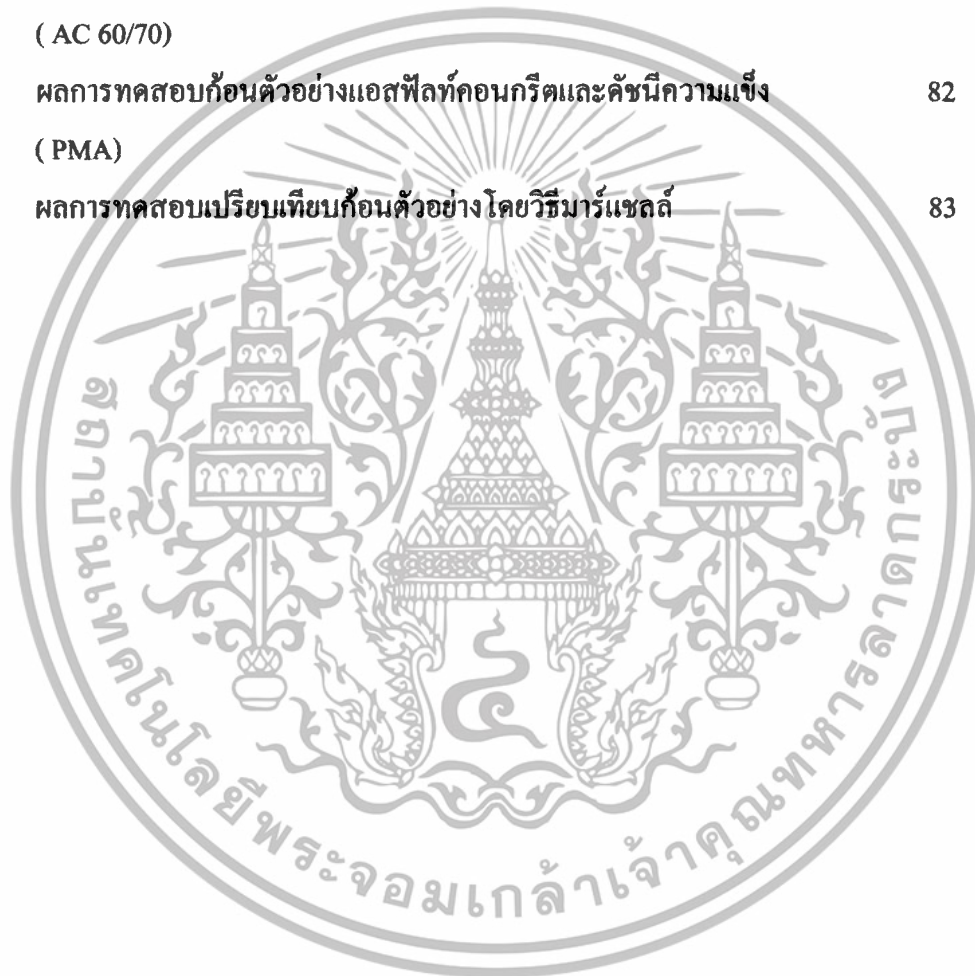 ( AC 60/70)
ผลการทดสอบก้อนตัวอย่างแอสฟัลท์คอนกรีตและดัชนีความแข็ง 82
( PMA)
ผลการทดสอบเปรียบเทียบก้อนตัวอย่างโดยวิธีมาร์แชลล์ 83
สถาบันเทคโนโลยีพระจอมเกล้าเจ้าคุณทหารลาดกระบัง
๔